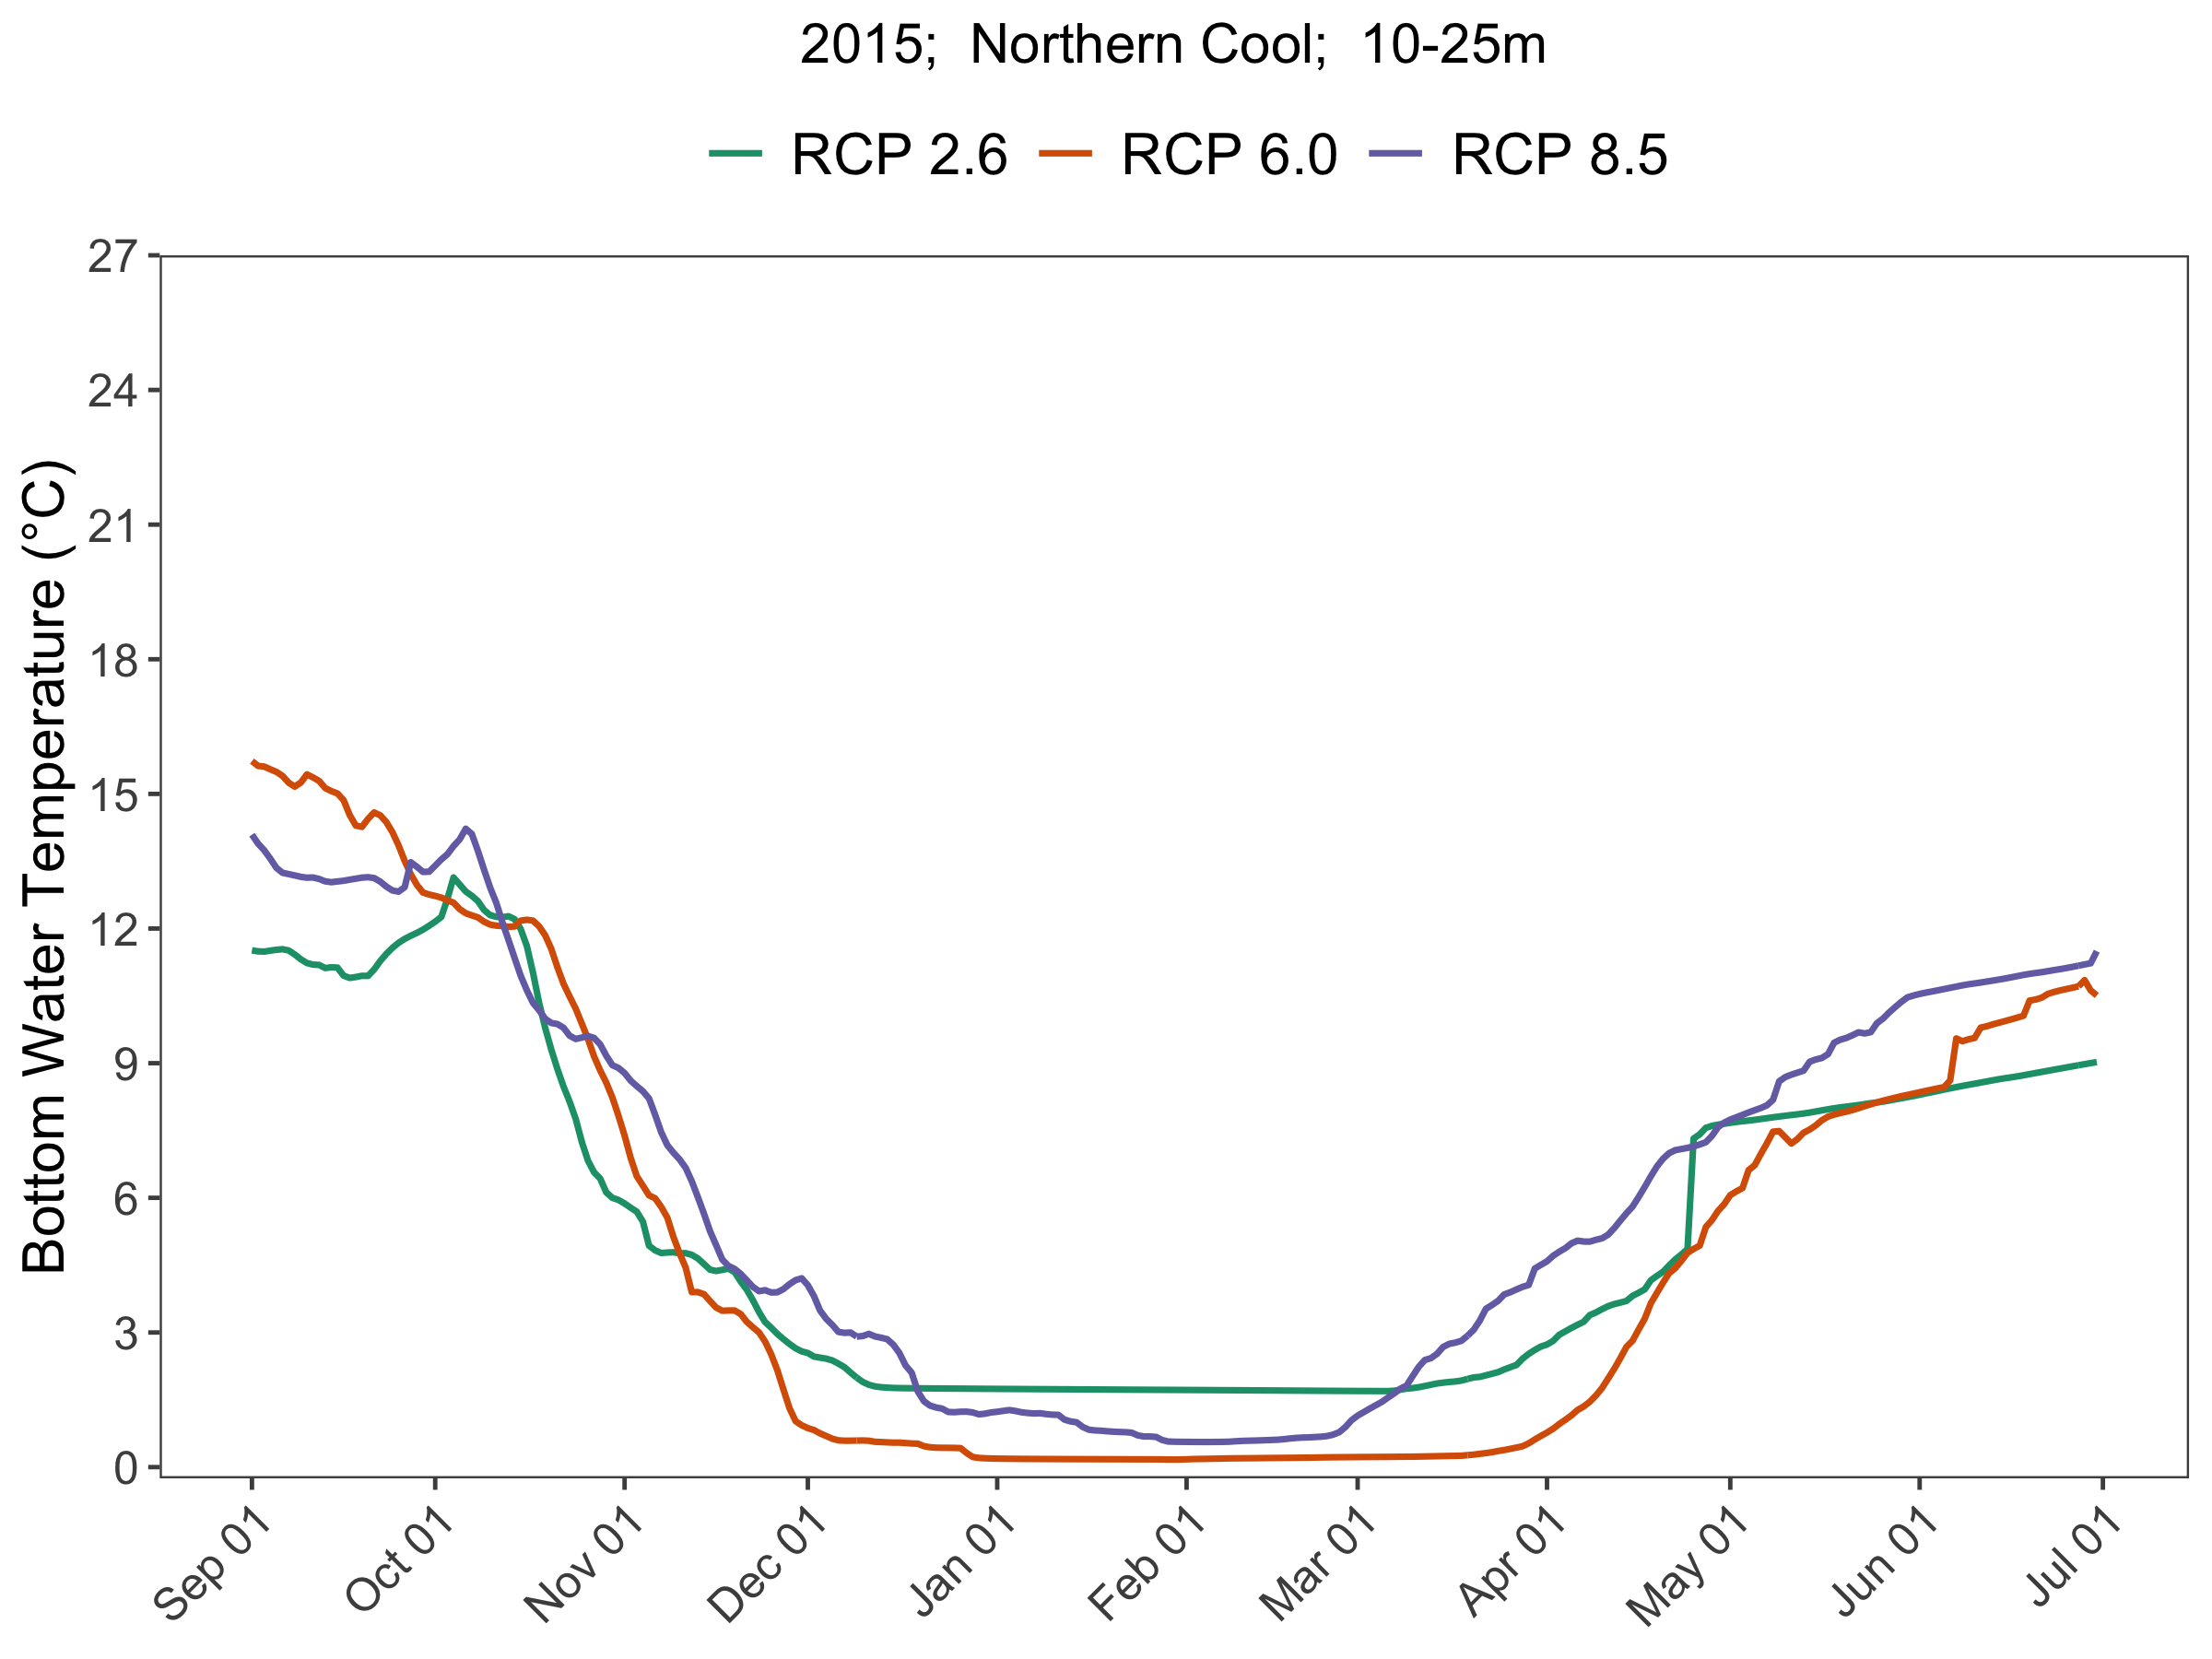 2015;  Northern Cool;  10-25m
RCP 2.6 RCP 6.0 RCP 8.5
Bottom Water Temperature (°C)
27
24
21
18
15
12
9
6
3
0
Sep 01 Oct 01 Nov 01 Dec 01 Jan 01 Feb 01 Mar 01 Apr 01 May 01 Jun 01 Jul 01